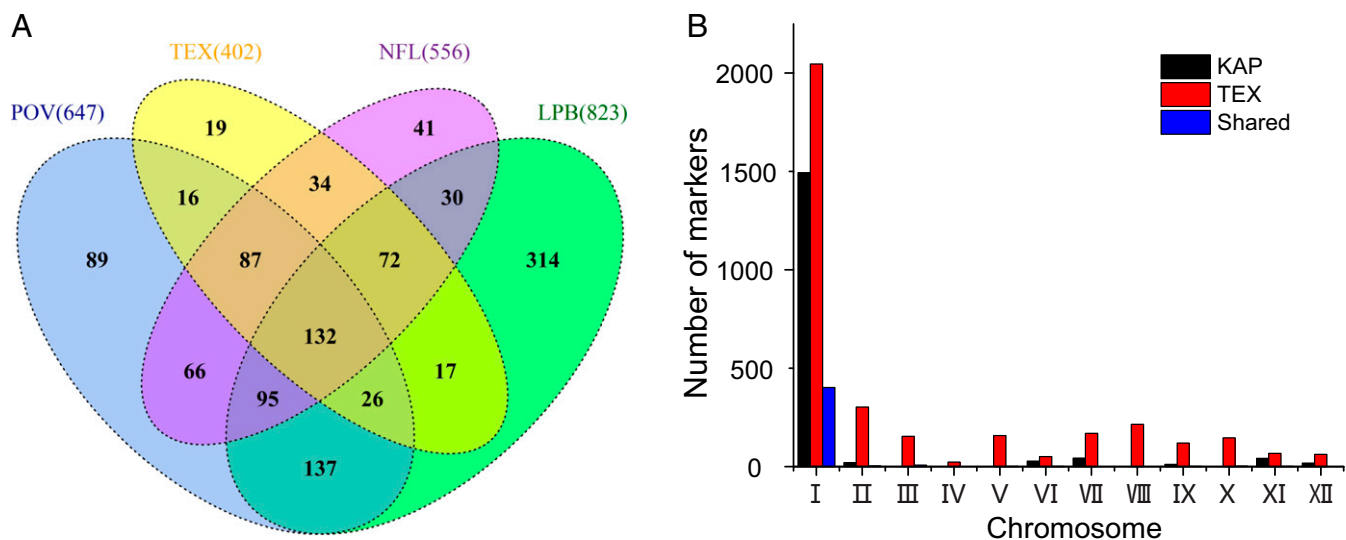 A
TEX(402)
NFL(556)
POV(647)
LPB(823)
19
41
16
34
30
89
87
72
314
132
66
17
95
26
137
B
KAP
TEX
Shared
2000
1500
1000
500
0
Number of markers
I II III IV V VI VII VIII IX X XI XII
Chromosome